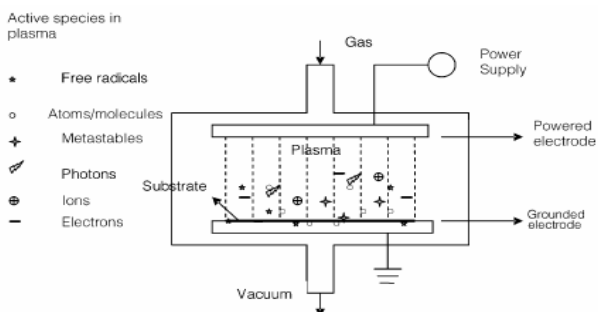 Active species in
plasma
Free radicals
Atoms/molecules
Metastables
Photons
Ions
Electrons
Gas
Power
Supply
Powered
electrode
Plasma
Substrate
Grounded
electrode
Vacuum